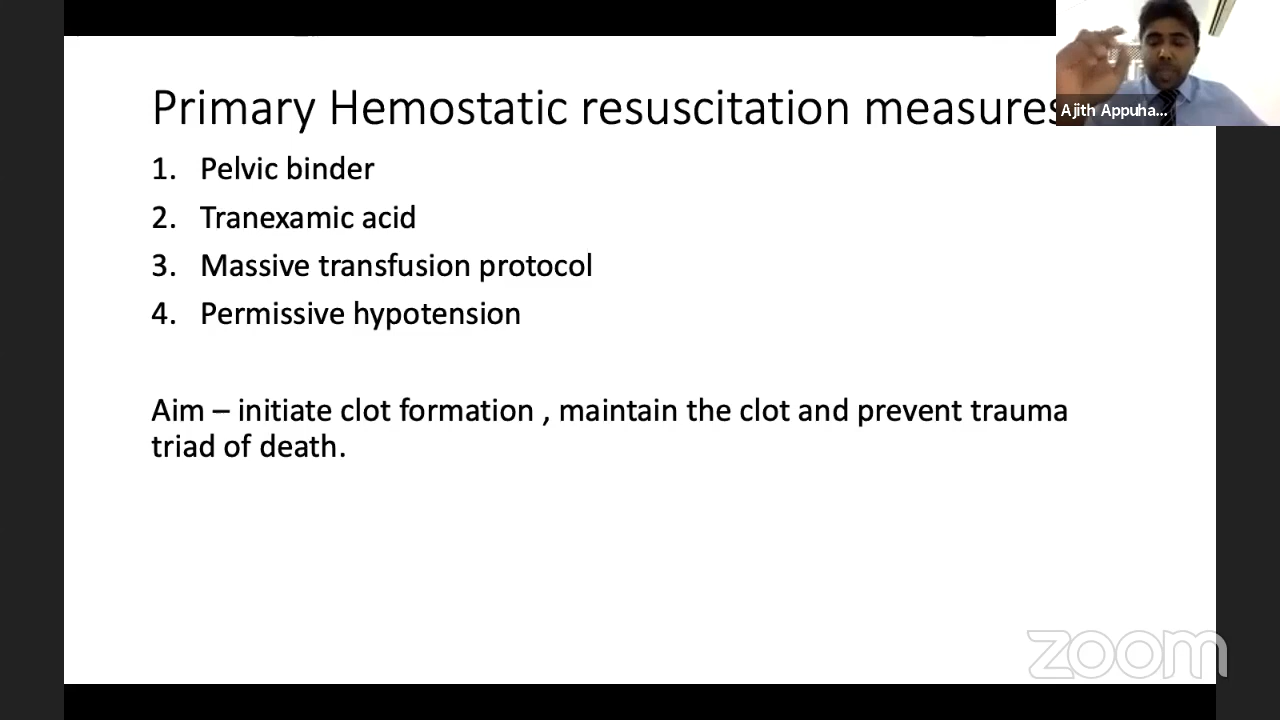 Primary Hemostatic resuscitation measures
Ajith Appuha...
1. Pelvic binder
2. Tranexamic acid
3. Massive transfusion protocol
4. Permissive hypotension
Aim – initiate clot formation , maintain the clot and prevent trauma
triad of death.
zoom